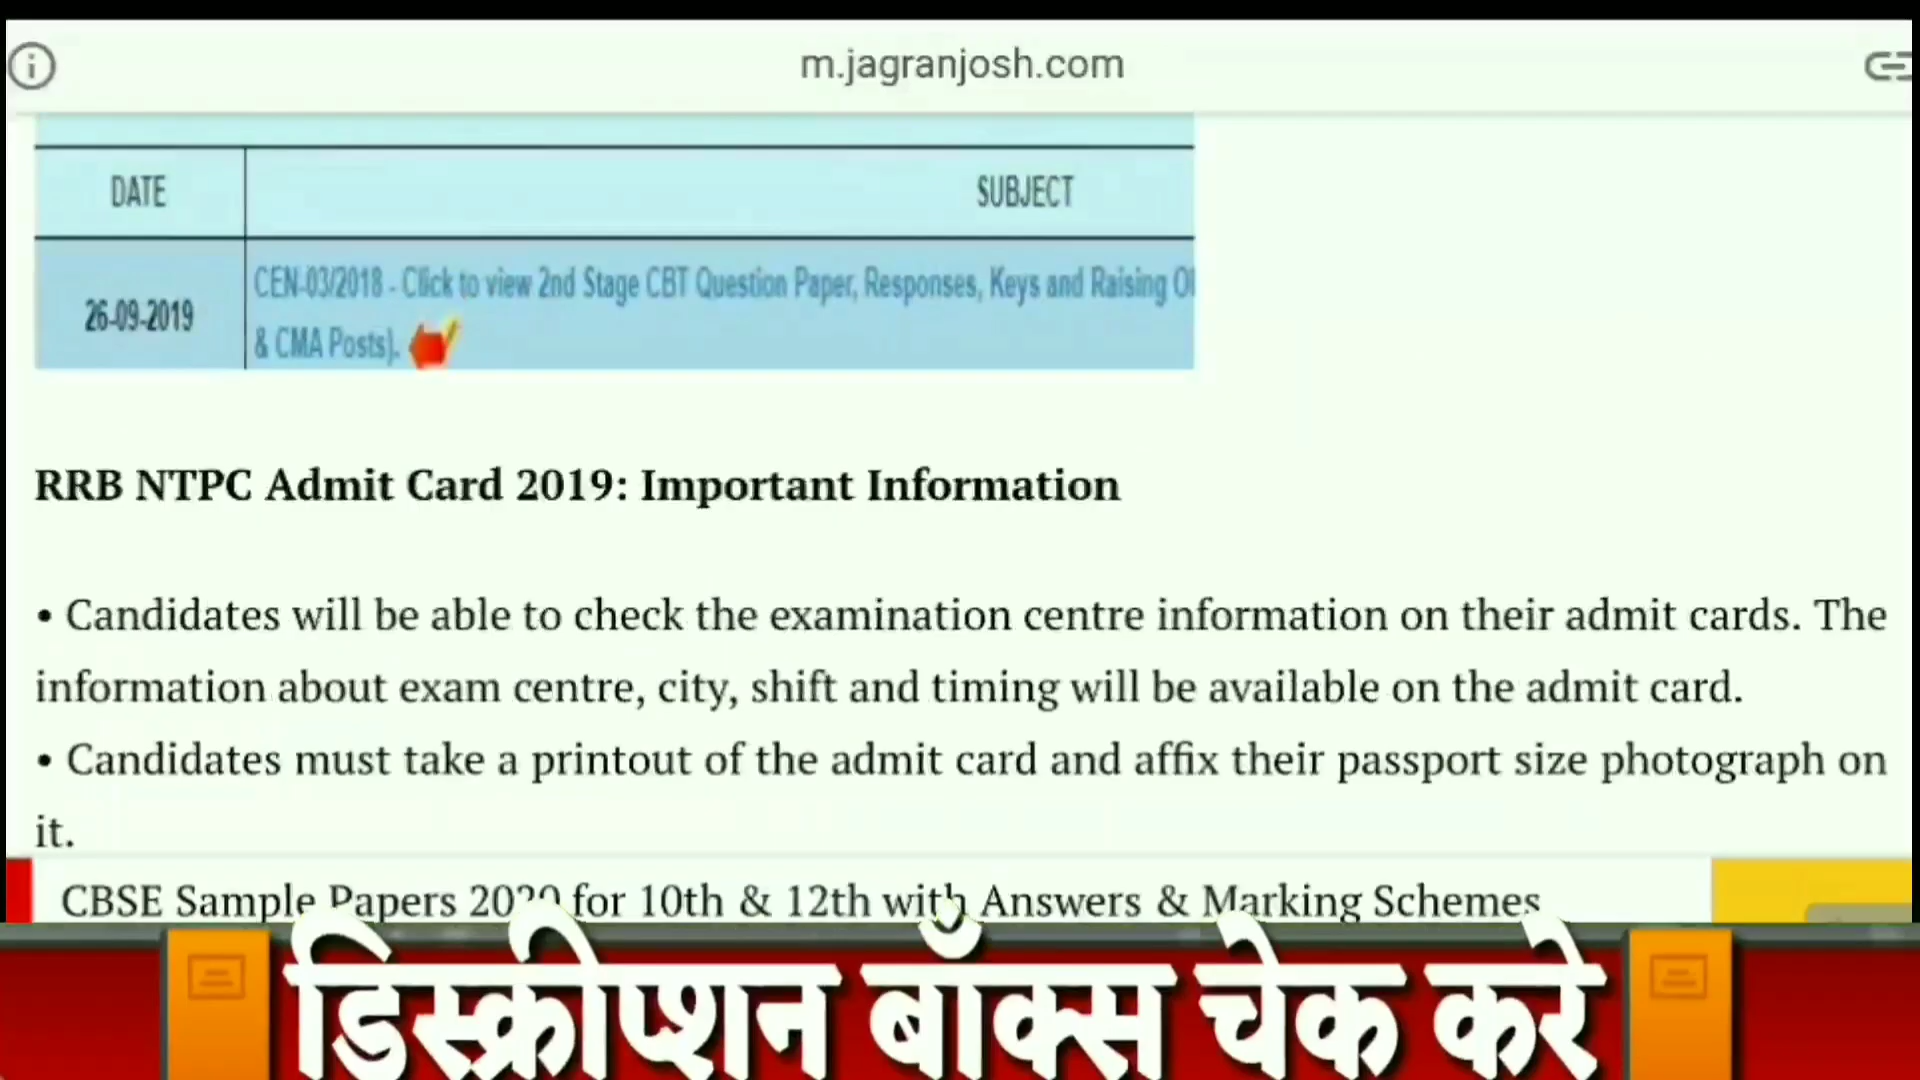 m.jagranjosh.com
DATE SUBJECT
26-09-2019 CEN-03/2018 - Click to view 2nd Stage CBT Question Paper, Responses, Keys and Raising
& CMA Posts).
RRB NTPC Admit Card 2019: Important Information
• Candidates will be able to check the examination centre information on their admit cards. The
information about exam centre, city, shift and timing will be available on the admit card.
• Candidates must take a printout of the admit card and affix their passport size photograph on
it.
CBSE Sample Papers 2020 for 10th & 12th with Answers & Marking Schemes
डिस्क्रीप्शन बॉक्स चेक करे